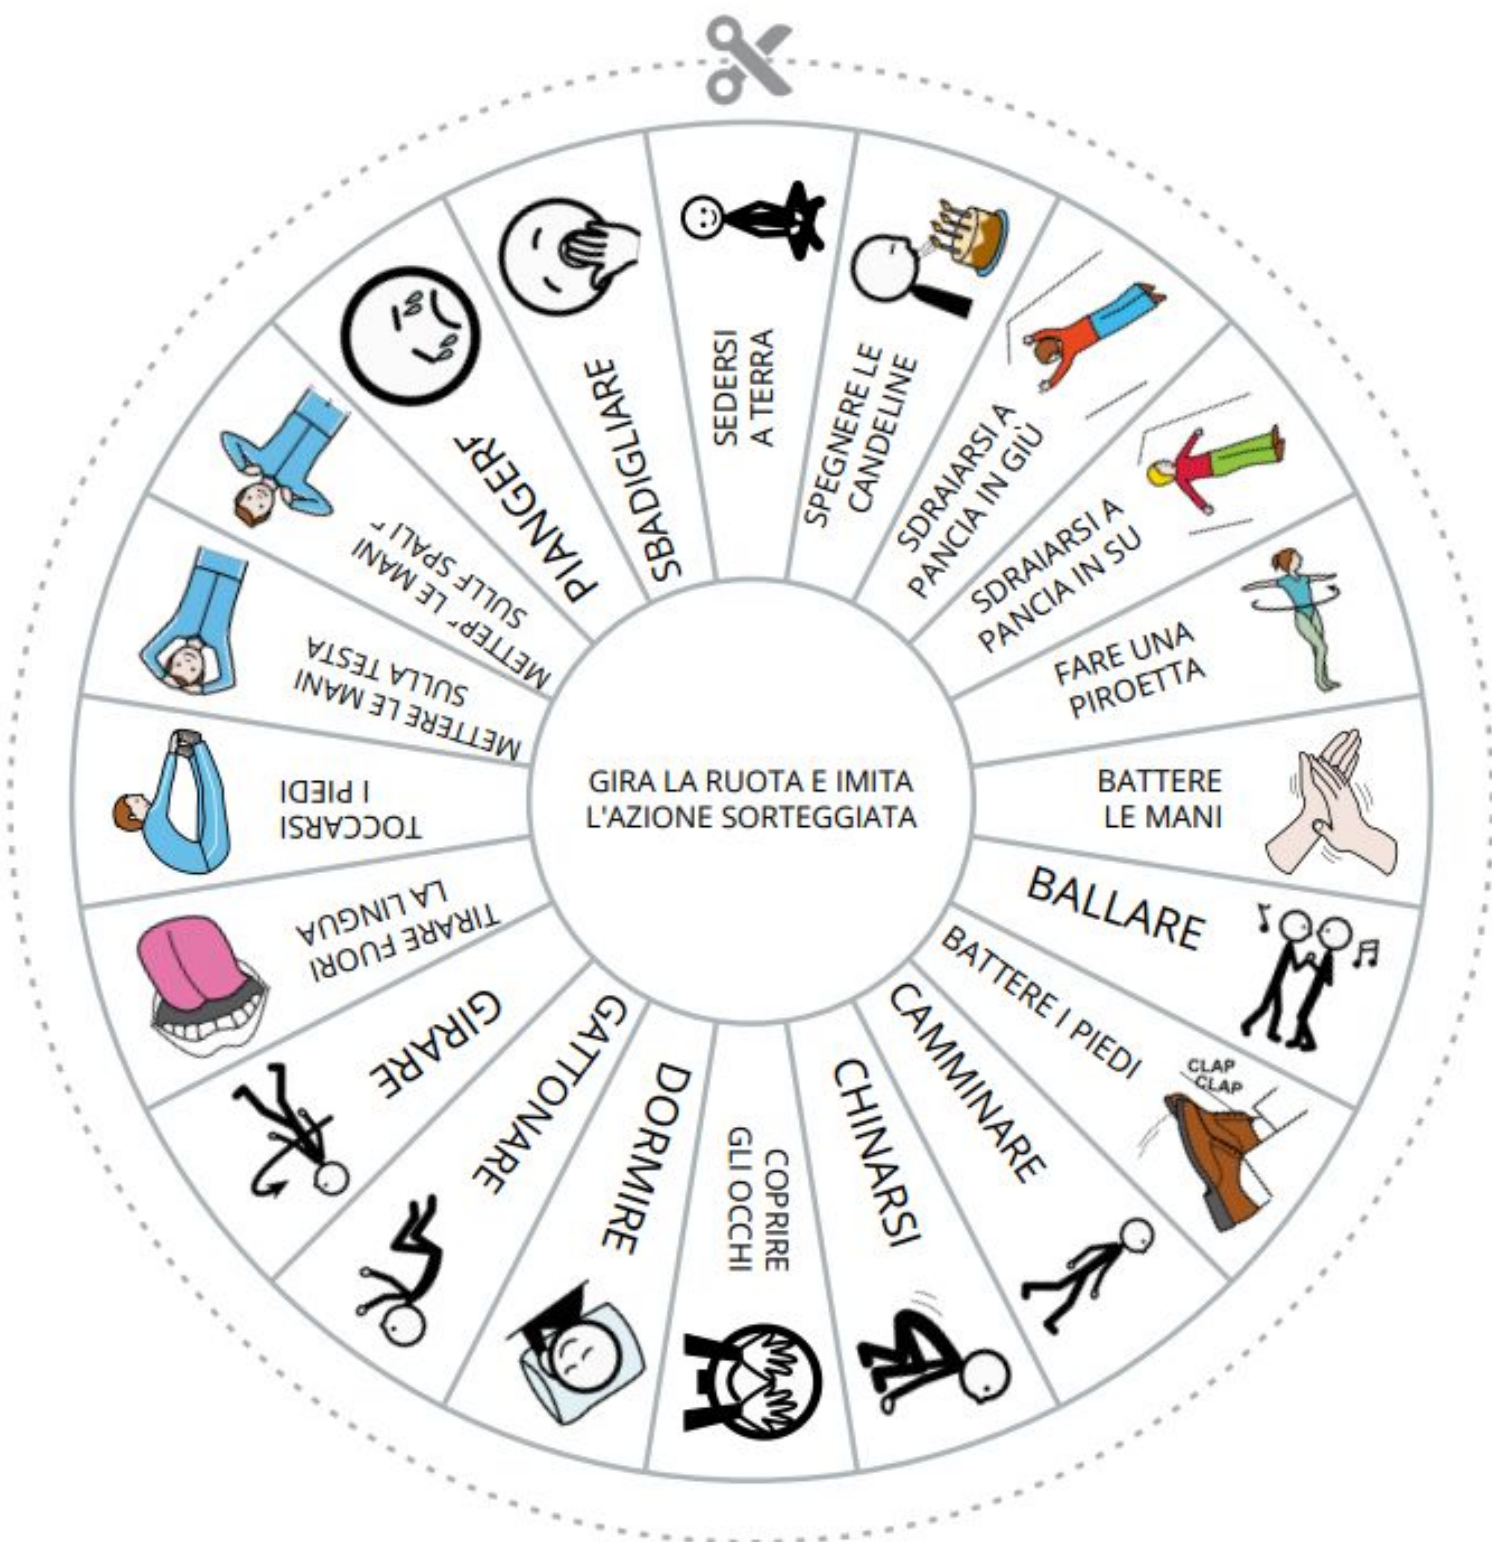 GIRA LA RUOTA E IMITA
L'AZIONE SORTEGGIATA
SEDERSI
A TERRA
SPEGNERE LE
CANDELINE
SDRAIARSI A
PANCIA IN GIÙ
SDRAIARSI A
PANCIA IN SU
FARE UNA
PIROETTA
BATTERE
LE MANI
BALLARE
BATTERE I PIEDI
CLAP
CLAP
CAMMINARE
CHINARSI
COPRIRE
GLI OCCHI
DORMIRE
GATTONARE
GIRARE
TIRARE FUORI
LA LINGUA
TOCCARSI
I PIEDI
METTERE LE MANI
SULLA TESTA
METTERE LE MANI
SULLE SPALLE
PIANGERE
SBADIGLIARE